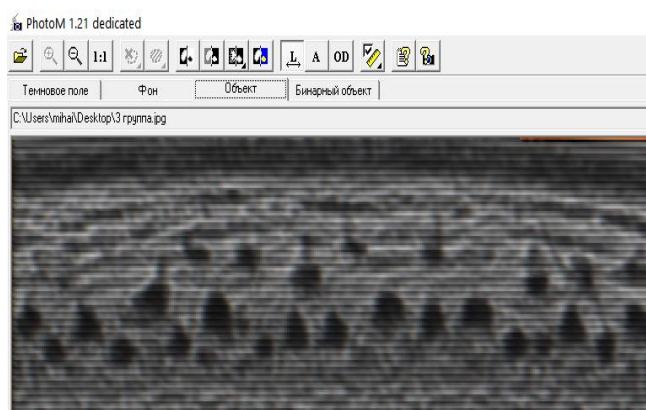 PhotoM 1.21 dedicated
1:1 L A OD
Темновое поле Фон Объект Бинарный объект
C:\Users\mihai\Desktop\3 группа.jpg